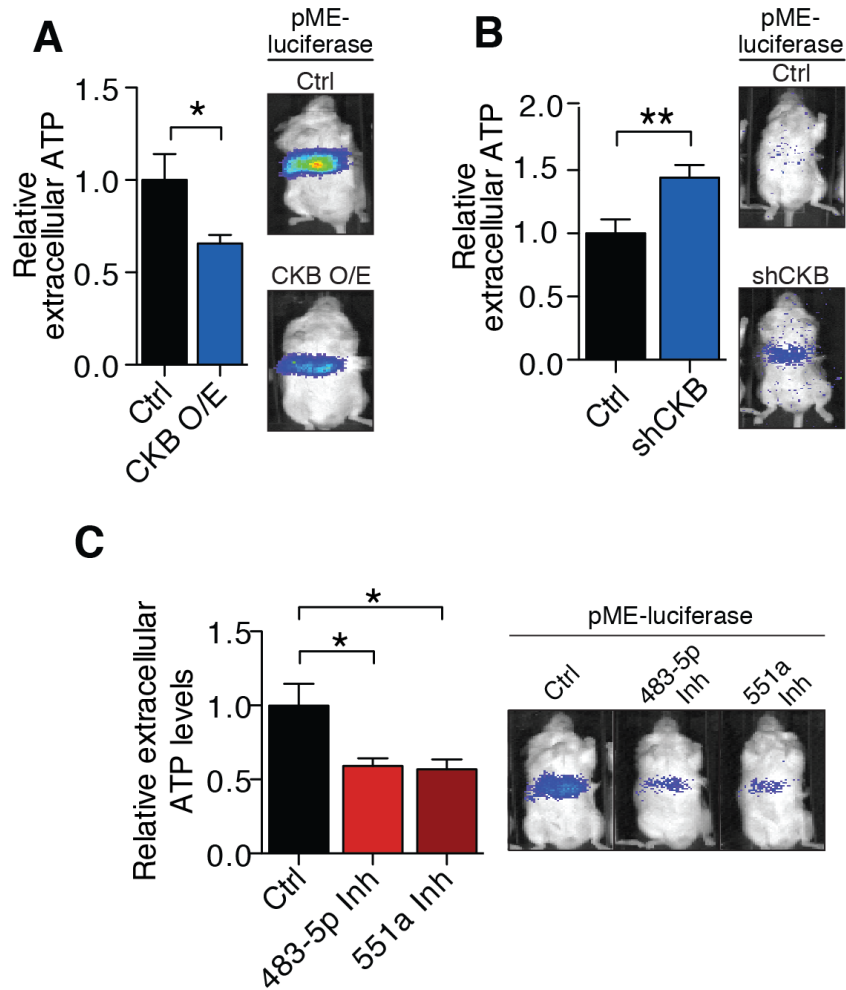 A
pME-
luciferase
Ctrl
1.5
1.0
0.5
0.0
Relative
extracellular ATP
*
Ctrl
CKB O/E
CKB O/E
B
pME-
luciferase
Ctrl
2.0
1.5
1.0
0.5
0.0
Relative
extracellular ATP
**
Ctrl
shCKB
shCKB
C
Relative extracellular
ATP levels
1.5
1.0
0.5
0.0
*
*
Ctrl
483-5p Inh
551a Inh
pME-luciferase
Ctrl
483-5p
Inh
551a
Inh